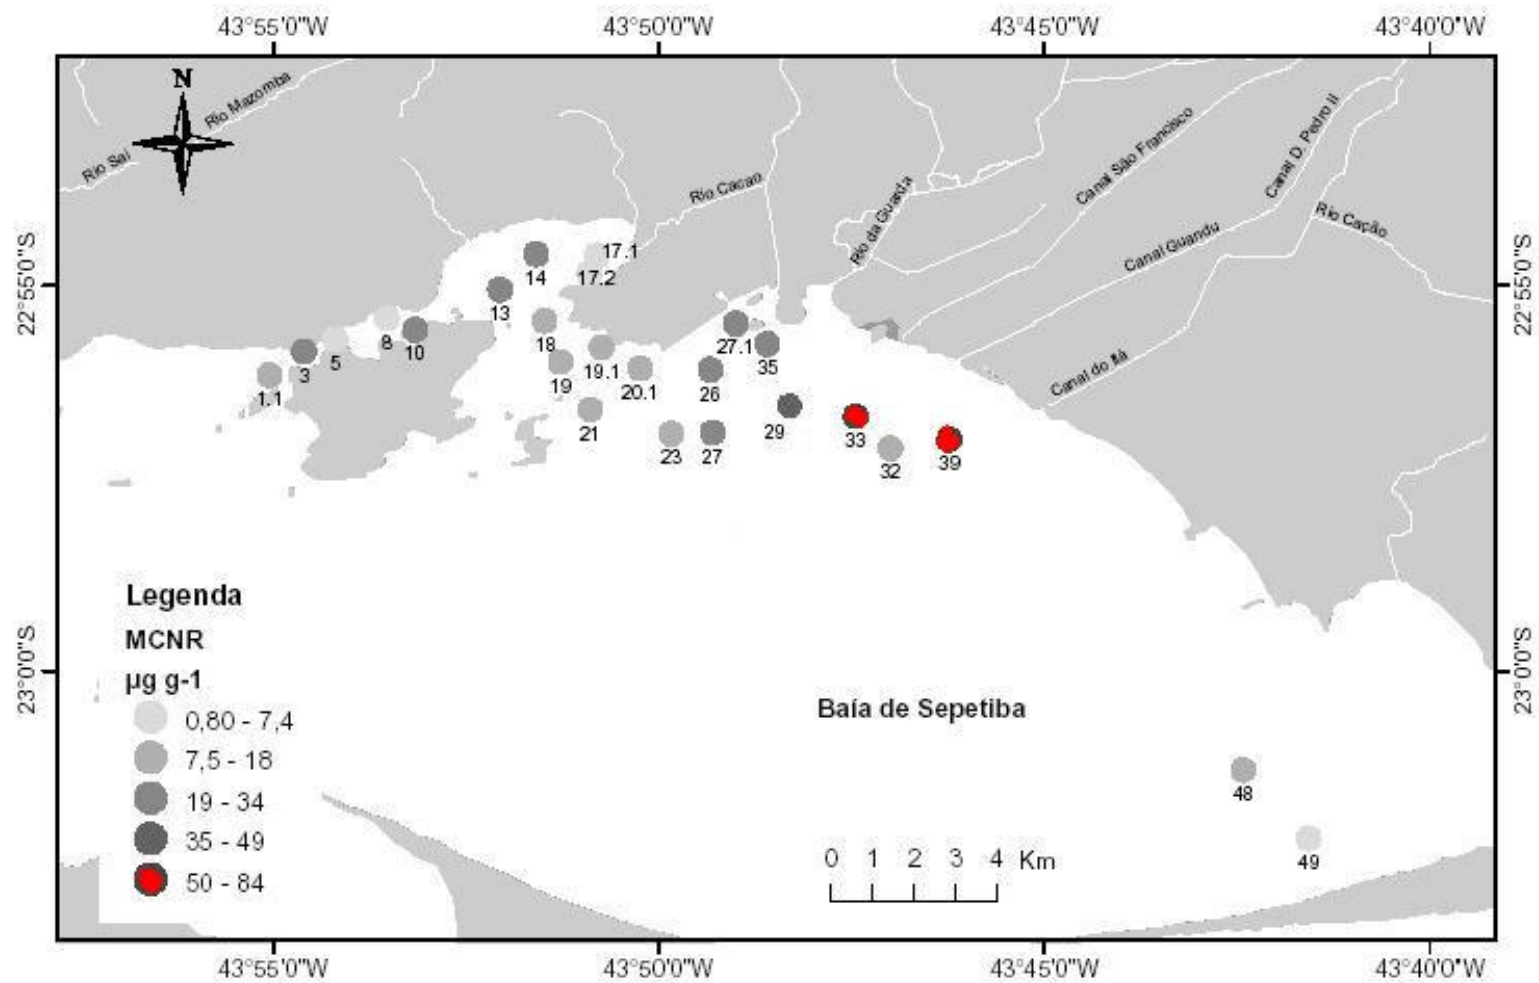 43°55'0"W
43°50'0"W
43°45'0"W
43°40'0"W
N
Rio Mazomba
Rio Saí
Rio Cacao
Rio da Guarda
Canal São Francisco
Canal D. Pedro II
Canal Guandu
Rio Cação
Canal do Itá
22°55'0"S
22°55'0"S
17.1
14
17.2
13
18
8
10
5
3
1.1
19
19.1
20.1
21
23
27
26
27.1
35
29
33
32
39
Legenda
MCNR
µg g-1
0,80 - 7,4
7,5 - 18
19 - 34
35 - 49
50 - 84
23°0'0"S
23°0'0"S
Baía de Sepetiba
48
49
0 1 2 3 4 Km
43°55'0"W
43°50'0"W
43°45'0"W
43°40'0"W